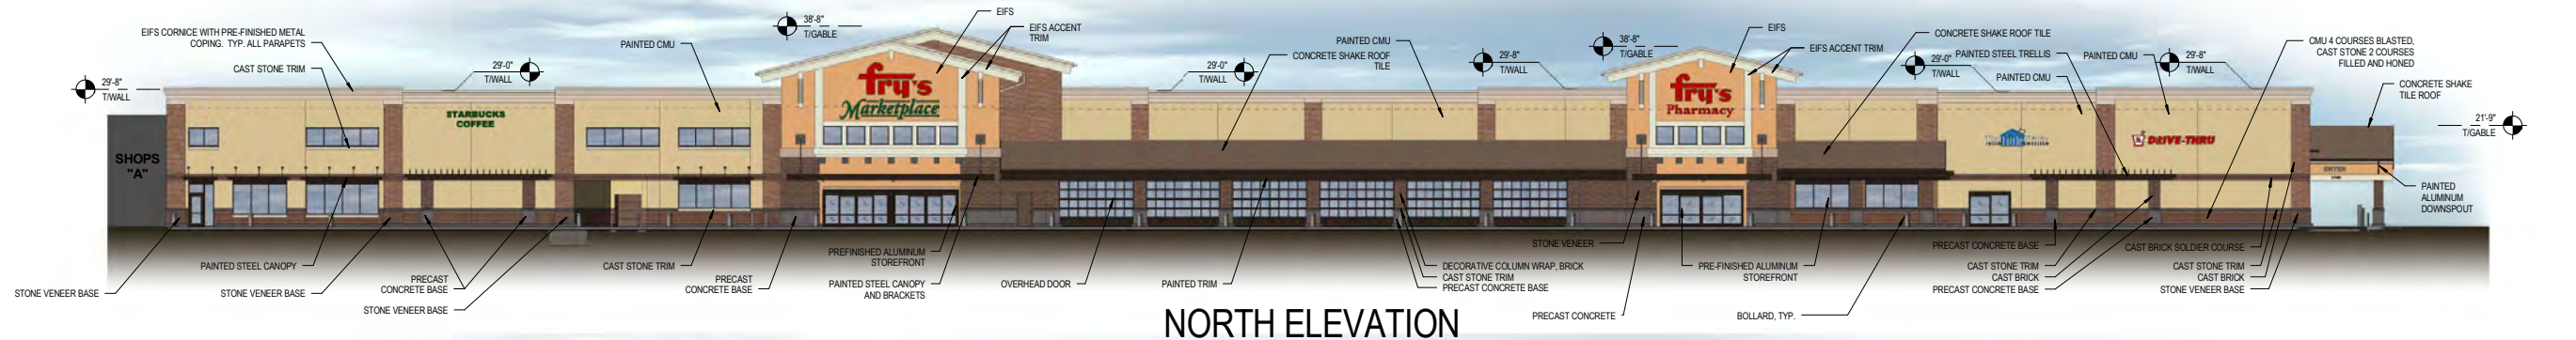 EIFS CORNICE WITH PRE-FINISHED METAL
COPING. TYP. ALL PARAPETS
CAST STONE TRIM
29'-8"
T/WALL
29'-0"
T/WALL
PAINTED CMU
38'-8"
T/GABLE
EIFS
EIFS ACCENT
TRIM
29'-0"
T/WALL
CONCRETE SHAKE ROOF
TILE
PAINTED CMU
29'-8"
T/WALL
38'-8"
T/GABLE
EIFS
EIFS ACCENT TRIM
CONCRETE SHAKE ROOF TILE
29'-0"
T/WALL
PAINTED STEEL TRELLIS
PAINTED CMU
PAINTED CMU
29'-8"
T/WALL
CMU 4 COURSES BLASTED,
CAST STONE 2 COURSES
FILLED AND HONED
CONCRETE SHAKE
TILE ROOF
21'-9"
T/GABLE
SHOPS
"A"
STARBUCKS
COFFEE
fry's
Marketplace
fry's
Pharmacy
DRIVE-THRU
PAINTED
ALUMINUM
DOWNSPOUT
STONE VENEER BASE
PAINTED STEEL CANOPY
STONE VENEER BASE
PRECAST
CONCRETE BASE
STONE VENEER BASE
CAST STONE TRIM
PRECAST
CONCRETE BASE
PREFINISHED ALUMINUM
STOREFRONT
PAINTED STEEL CANOPY
AND BRACKETS
OVERHEAD DOOR
PAINTED TRIM
DECORATIVE COLUMN WRAP, BRICK
CAST STONE TRIM
PRECAST CONCRETE BASE
STONE VENEER
PRECAST CONCRETE
PRE-FINISHED ALUMINUM
STOREFRONT
BOLLARD, TYP.
PRECAST CONCRETE BASE
CAST STONE TRIM
CAST BRICK
PRECAST CONCRETE BASE
CAST BRICK SOLDIER COURSE
CAST STONE TRIM
CAST BRICK
STONE VENEER BASE
NORTH ELEVATION